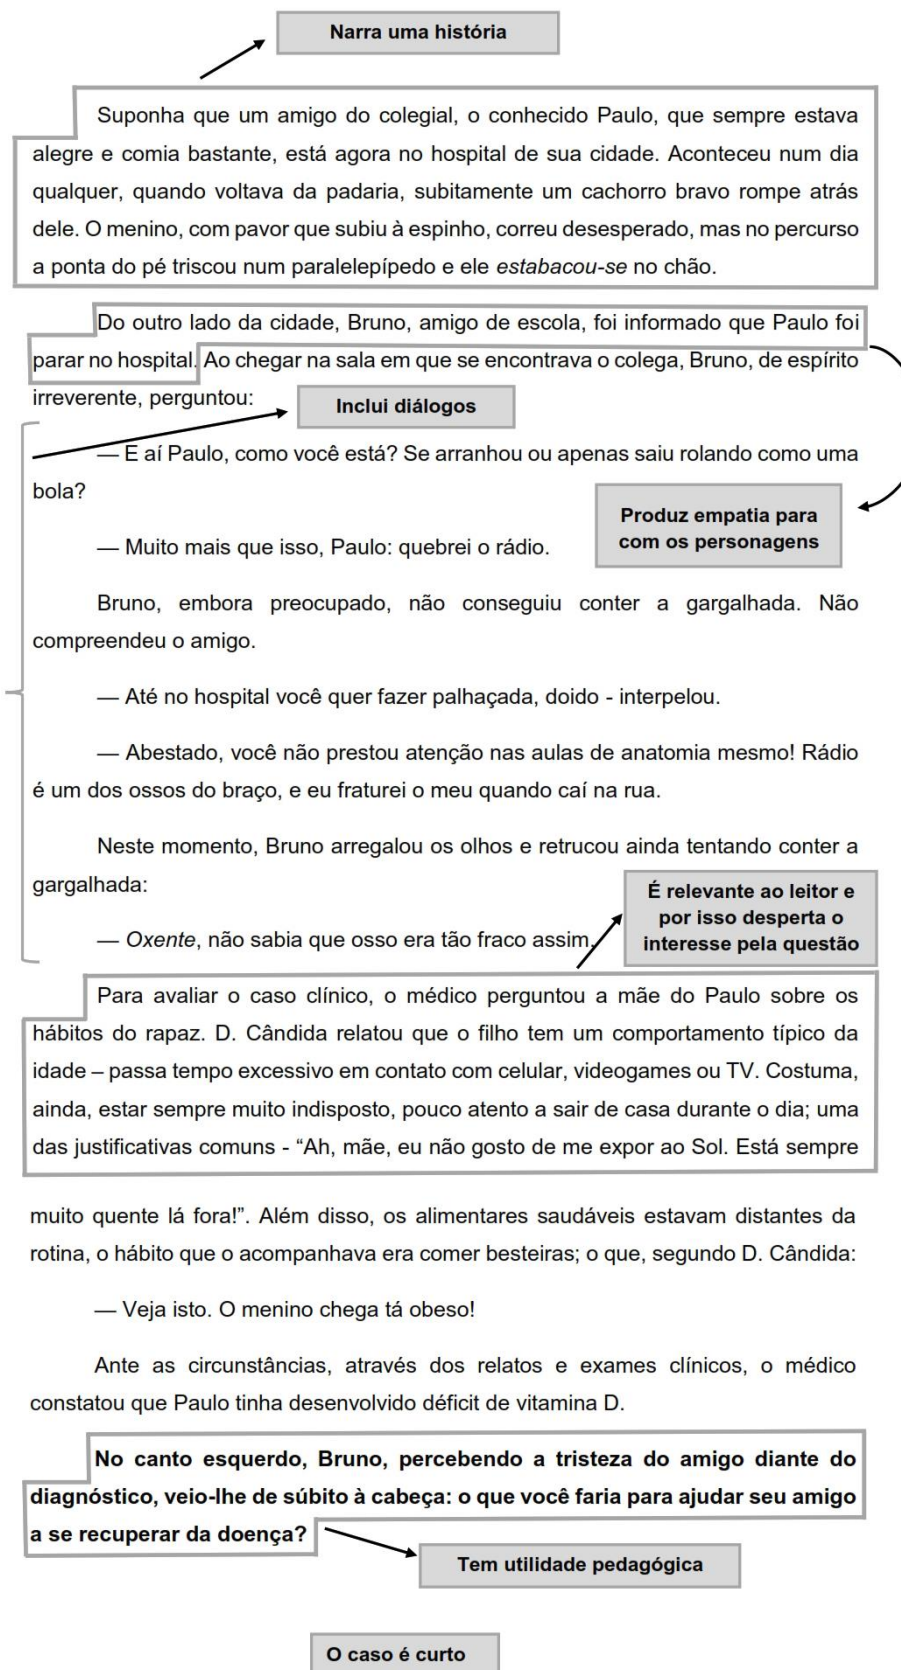 Narra uma história
Suponha que um amigo do colegial, o conhecido Paulo, que sempre estava
alegre e comia bastante, está agora no hospital de sua cidade. Aconteceu num dia
qualquer, quando voltava da padaria, subitamente um cachorro bravo rompe atrás
dele. O menino, com pavor que subiu à espinho, correu desesperado, mas no percurso
a ponta do pé triscou num paralelepípedo e ele estabacou-se no chão.
Do outro lado da cidade, Bruno, amigo de escola, foi informado que Paulo foi
parar no hospital. Ao chegar na sala em que se encontrava o colega, Bruno, de espírito
irreverente, perguntou:
Inclui diálogos
— E aí Paulo, como você está? Se arranhou ou apenas saiu rolando como uma
bola?
Produz empatia para
com os personagens
— Muito mais que isso, Paulo: quebrei o rádio.
Bruno, embora preocupado, não conseguiu conter a gargalhada. Não
compreendeu o amigo.
— Até no hospital você quer fazer palhaçada, doido - interpelou.
— Abestado, você não prestou atenção nas aulas de anatomia mesmo! Rádio
é um dos ossos do braço, e eu fraturei o meu quando caí na rua.
Neste momento, Bruno arregalou os olhos e retrucou ainda tentando conter a
gargalhada:
É relevante ao leitor e
por isso desperta o
interesse pela questão
— Oxente, não sabia que osso era tão fraco assim.
Para avaliar o caso clínico, o médico perguntou a mãe do Paulo sobre os
hábitos do rapaz. D. Cândida relatou que o filho tem um comportamento típico da
idade – passa tempo excessivo em contato com celular, videogames ou TV. Costuma,
ainda, estar sempre muito indisposto, pouco atento a sair de casa durante o dia; uma
das justificativas comuns - “Ah, mãe, eu não gosto de me expor ao Sol. Está sempre
muito quente lá fora!”. Além disso, os alimentares saudáveis estavam distantes da
rotina, o hábito que o acompanhava era comer besteiras; o que, segundo D. Cândida:
— Veja isto. O menino chega tá obeso!
Ante as circunstâncias, através dos relatos e exames clínicos, o médico
constatou que Paulo tinha desenvolvido déficit de vitamina D.
No canto esquerdo, Bruno, percebendo a tristeza do amigo diante do
diagnóstico, veio-lhe de súbito à cabeça: o que você faria para ajudar seu amigo
a se recuperar da doença?
Tem utilidade pedagógica
O caso é curto